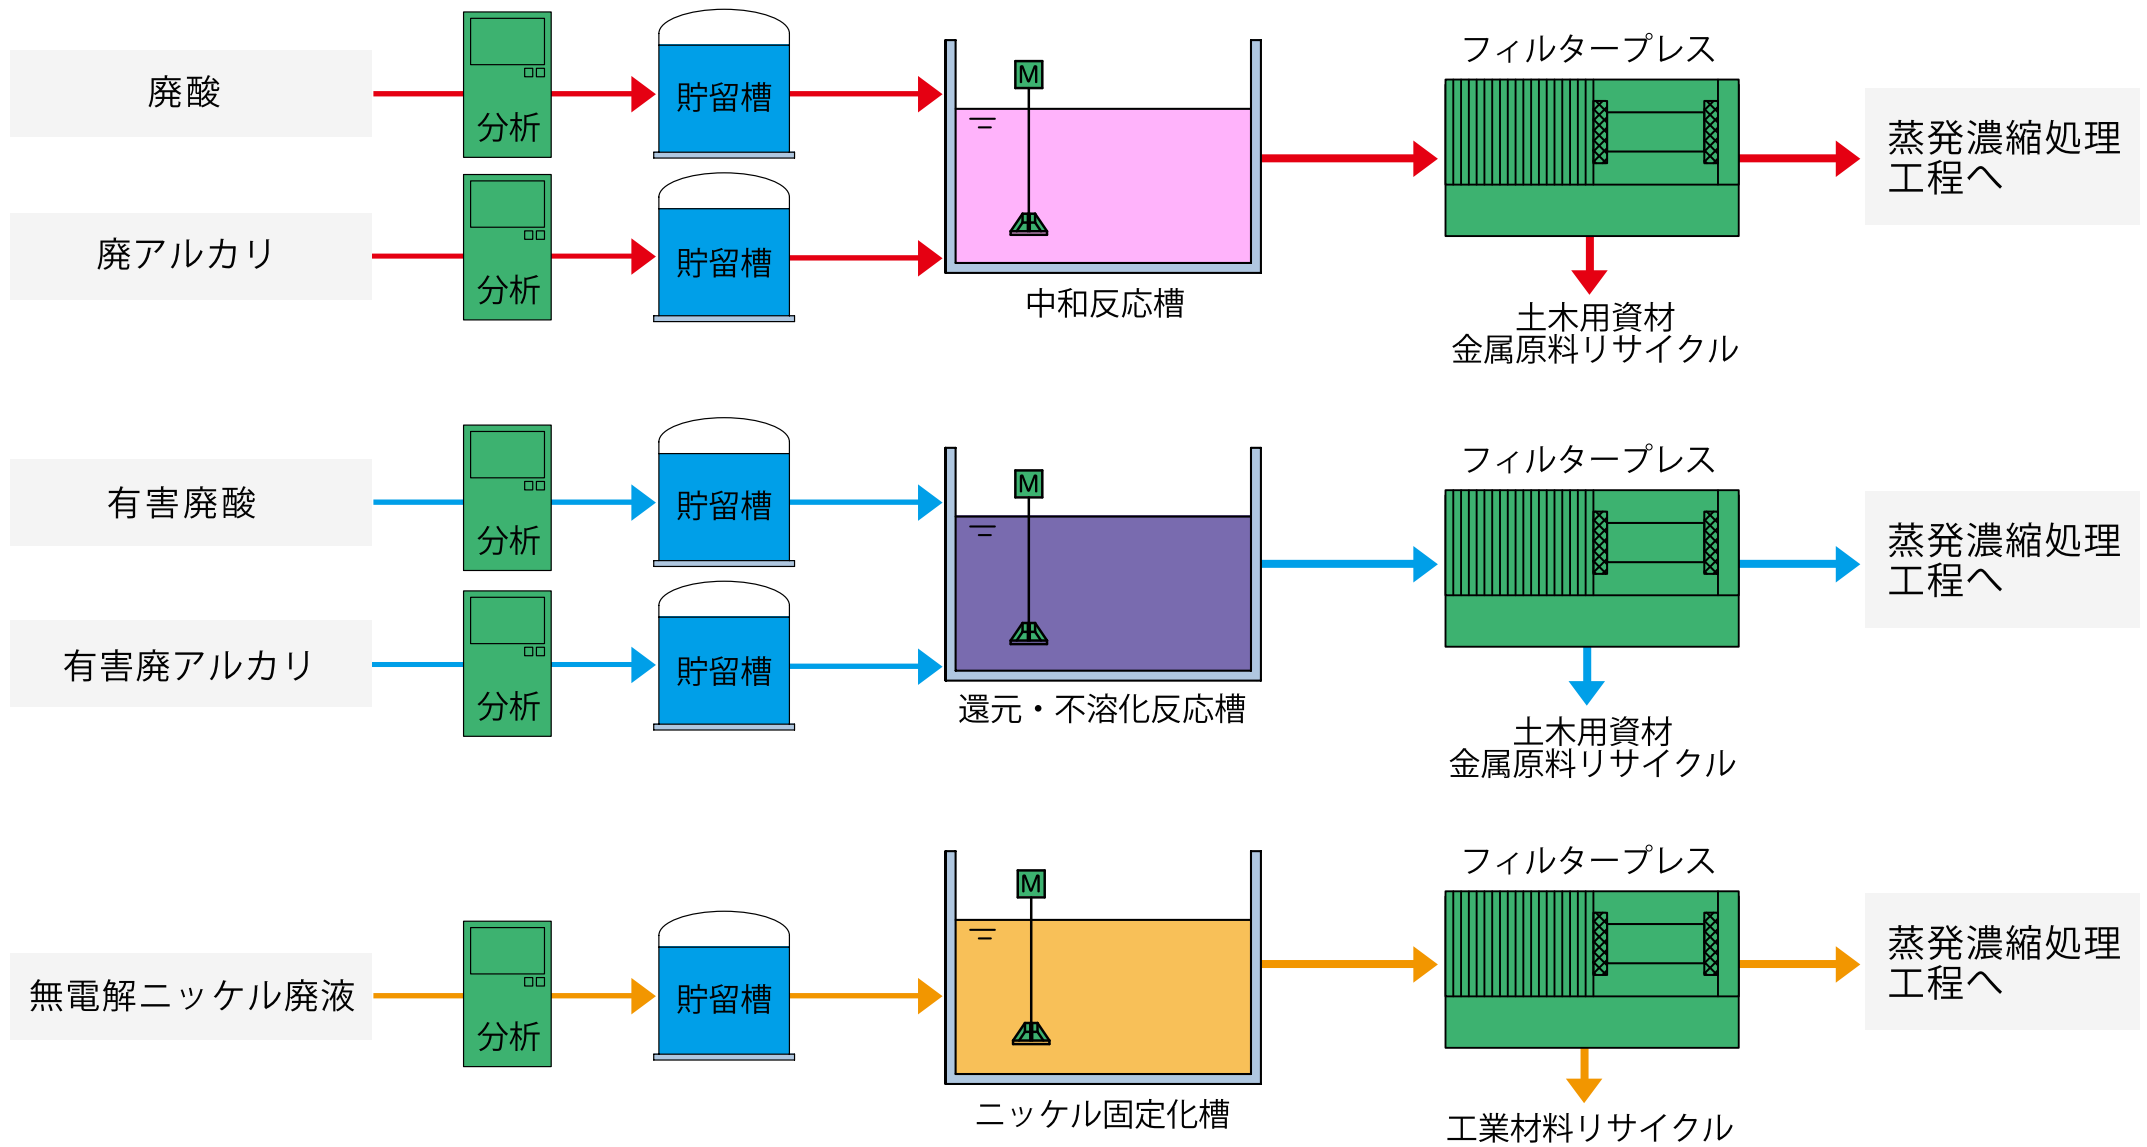 廃酸
分析
貯留槽
廃アルカリ
分析
貯留槽
M
中和反応槽
フィルタープレス
土木用資材
金属原料リサイクル
蒸発濃縮処理
工程へ
有害廃酸
分析
貯留槽
有害廃アルカリ
分析
貯留槽
M
還元・不溶化反応槽
フィルタープレス
土木用資材
金属原料リサイクル
蒸発濃縮処理
工程へ
無電解ニッケル廃液
分析
貯留槽
M
ニッケル固定化槽
フィルタープレス
工業材料リサイクル
蒸発濃縮処理
工程へ